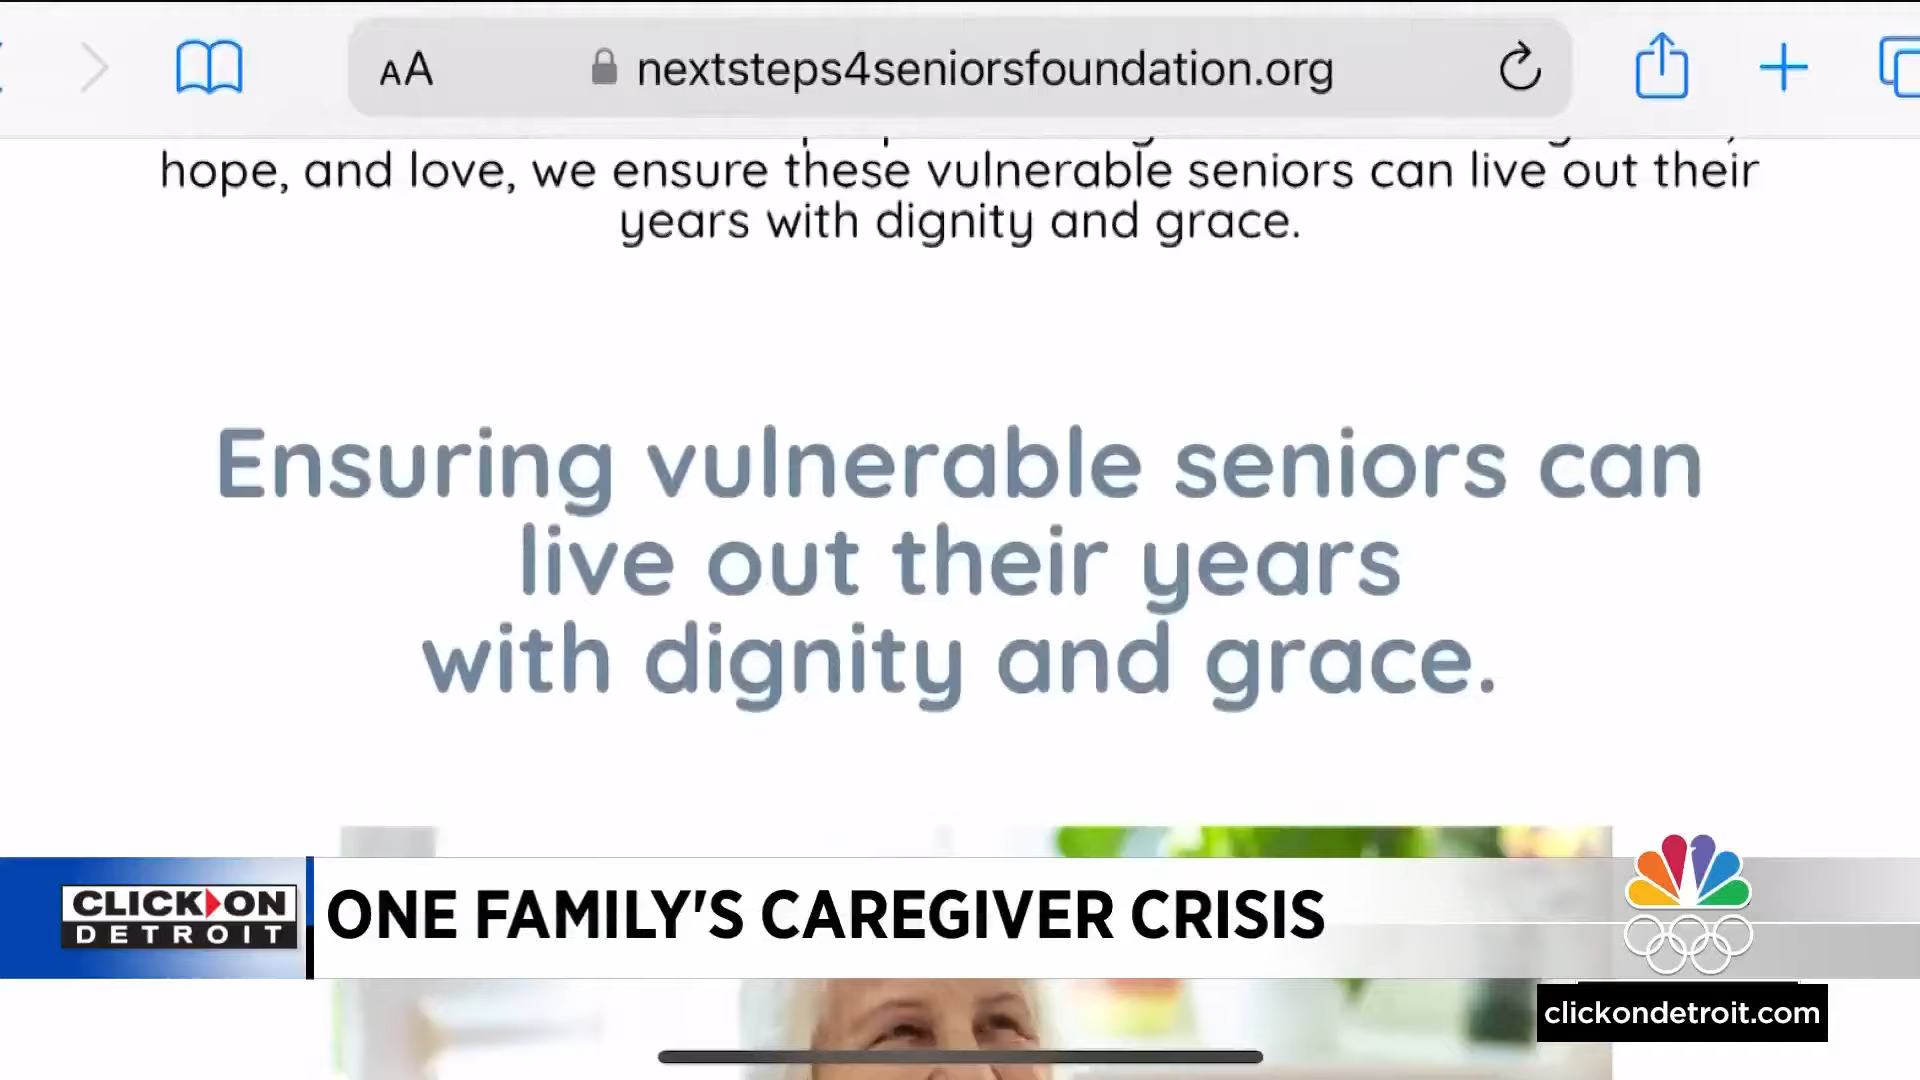 AA
nextsteps4seniorsfoundation.org
hope, and love, we ensure these vulnerable seniors can live out their
years with dignity and grace.
Ensuring vulnerable seniors can
live out their years
with dignity and grace.
CLICK ON
DETROIT
ONE FAMILY'S CAREGIVER CRISIS
clickondetroit.com